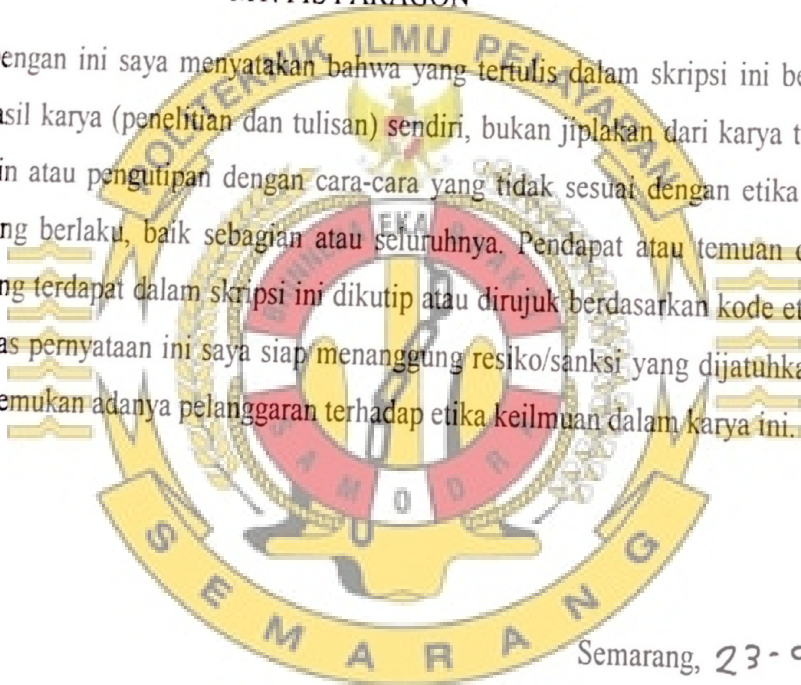 MV. PIS PARAGON
engan ini saya menyatakan bahwa yang tertulis dalam skripsi ini be
asil karya (penelitian dan tulisan) sendiri, bukan jiplakan dari karya t
in atau pengutipan dengan cara-cara yang tidak sesuai dengan etika
ng berlaku, baik sebagian atau seluruhnya. Pendapat atau temuan
ng terdapat dalam skripsi ini dikutip atau dirujuk berdasarkan kode et
as pernyataan ini saya siap menanggung resiko/sanksi yang dijatuhka
emukan adanya pelanggaran terhadap etika keilmuan dalam karya ini.
POLITEKNIK ILMU PELAYARAN
EKA
SAMODRA
SEMARANG
Semarang, 23-